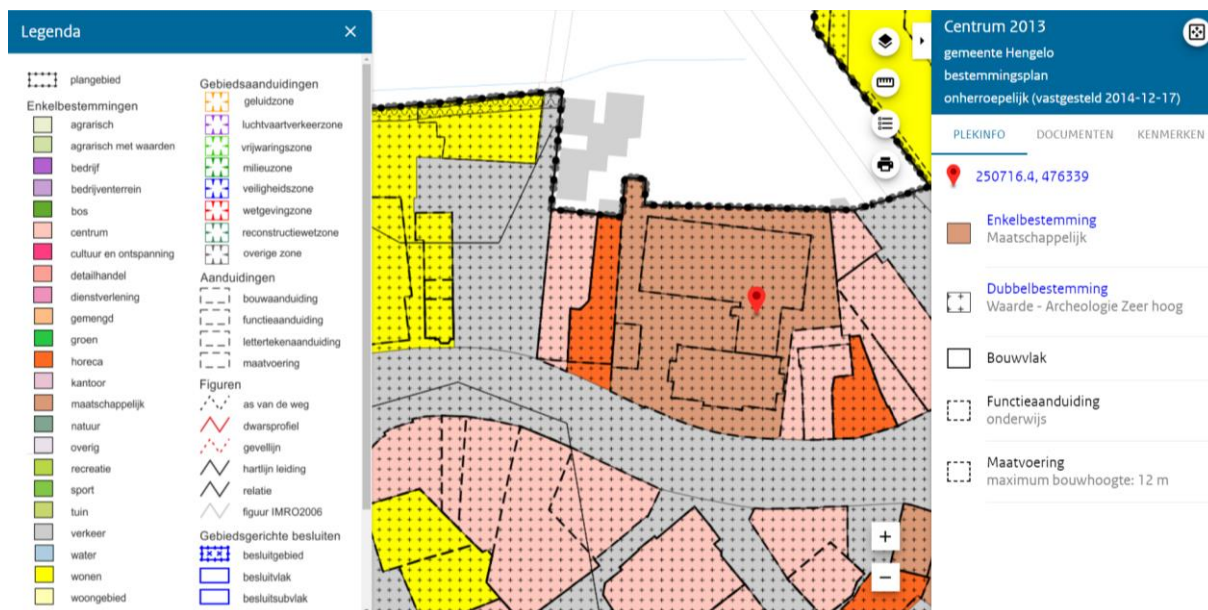 Legenda
plangebied
Enkelbestemmingen
agrarisch
agrarisch met waarden
bedrijf
bedrijventerrein
bos
centrum
cultuur en ontspanning
detailhandel
dienstverlening
gemengd
groen
horeca
kantoor
maatschappelijk
natuur
overig
recreatie
sport
tuin
verkeer
water
wonen
woongebied
Gebiedsaanduidingen
geluidzone
luchtvaartverkeerzone
vrijwaringszone
milieuzone
veiligheidszone
wetgevingzone
reconstructiewetzone
overige zone
Aanduidingen
bouwaanduiding
functieaanduiding
lettertekenaanduiding
maatvoering
Figuren
as van de weg
dwarsprofiel
gevellijn
hartlijn leiding
relatie
figuur IMRO2006
Gebiedsgerichte besluiten
besluitgebied
besluitvlak
besluitsubvlak
Centrum 2013
gemeente Hengelo
bestemmingsplan
onherroepelijk (vastgesteld 2014-12-17)
PLEKINFO DOCUMENTEN KENMERKEN
250716.4, 476339
Enkelbestemming
Maatschappelijk
Dubbelbestemming
Waarde - Archeologie Zeer hoog
Bouwvlak
Functieaanduiding
onderwijs
Maatvoering
maximum bouwhoogte: 12 m